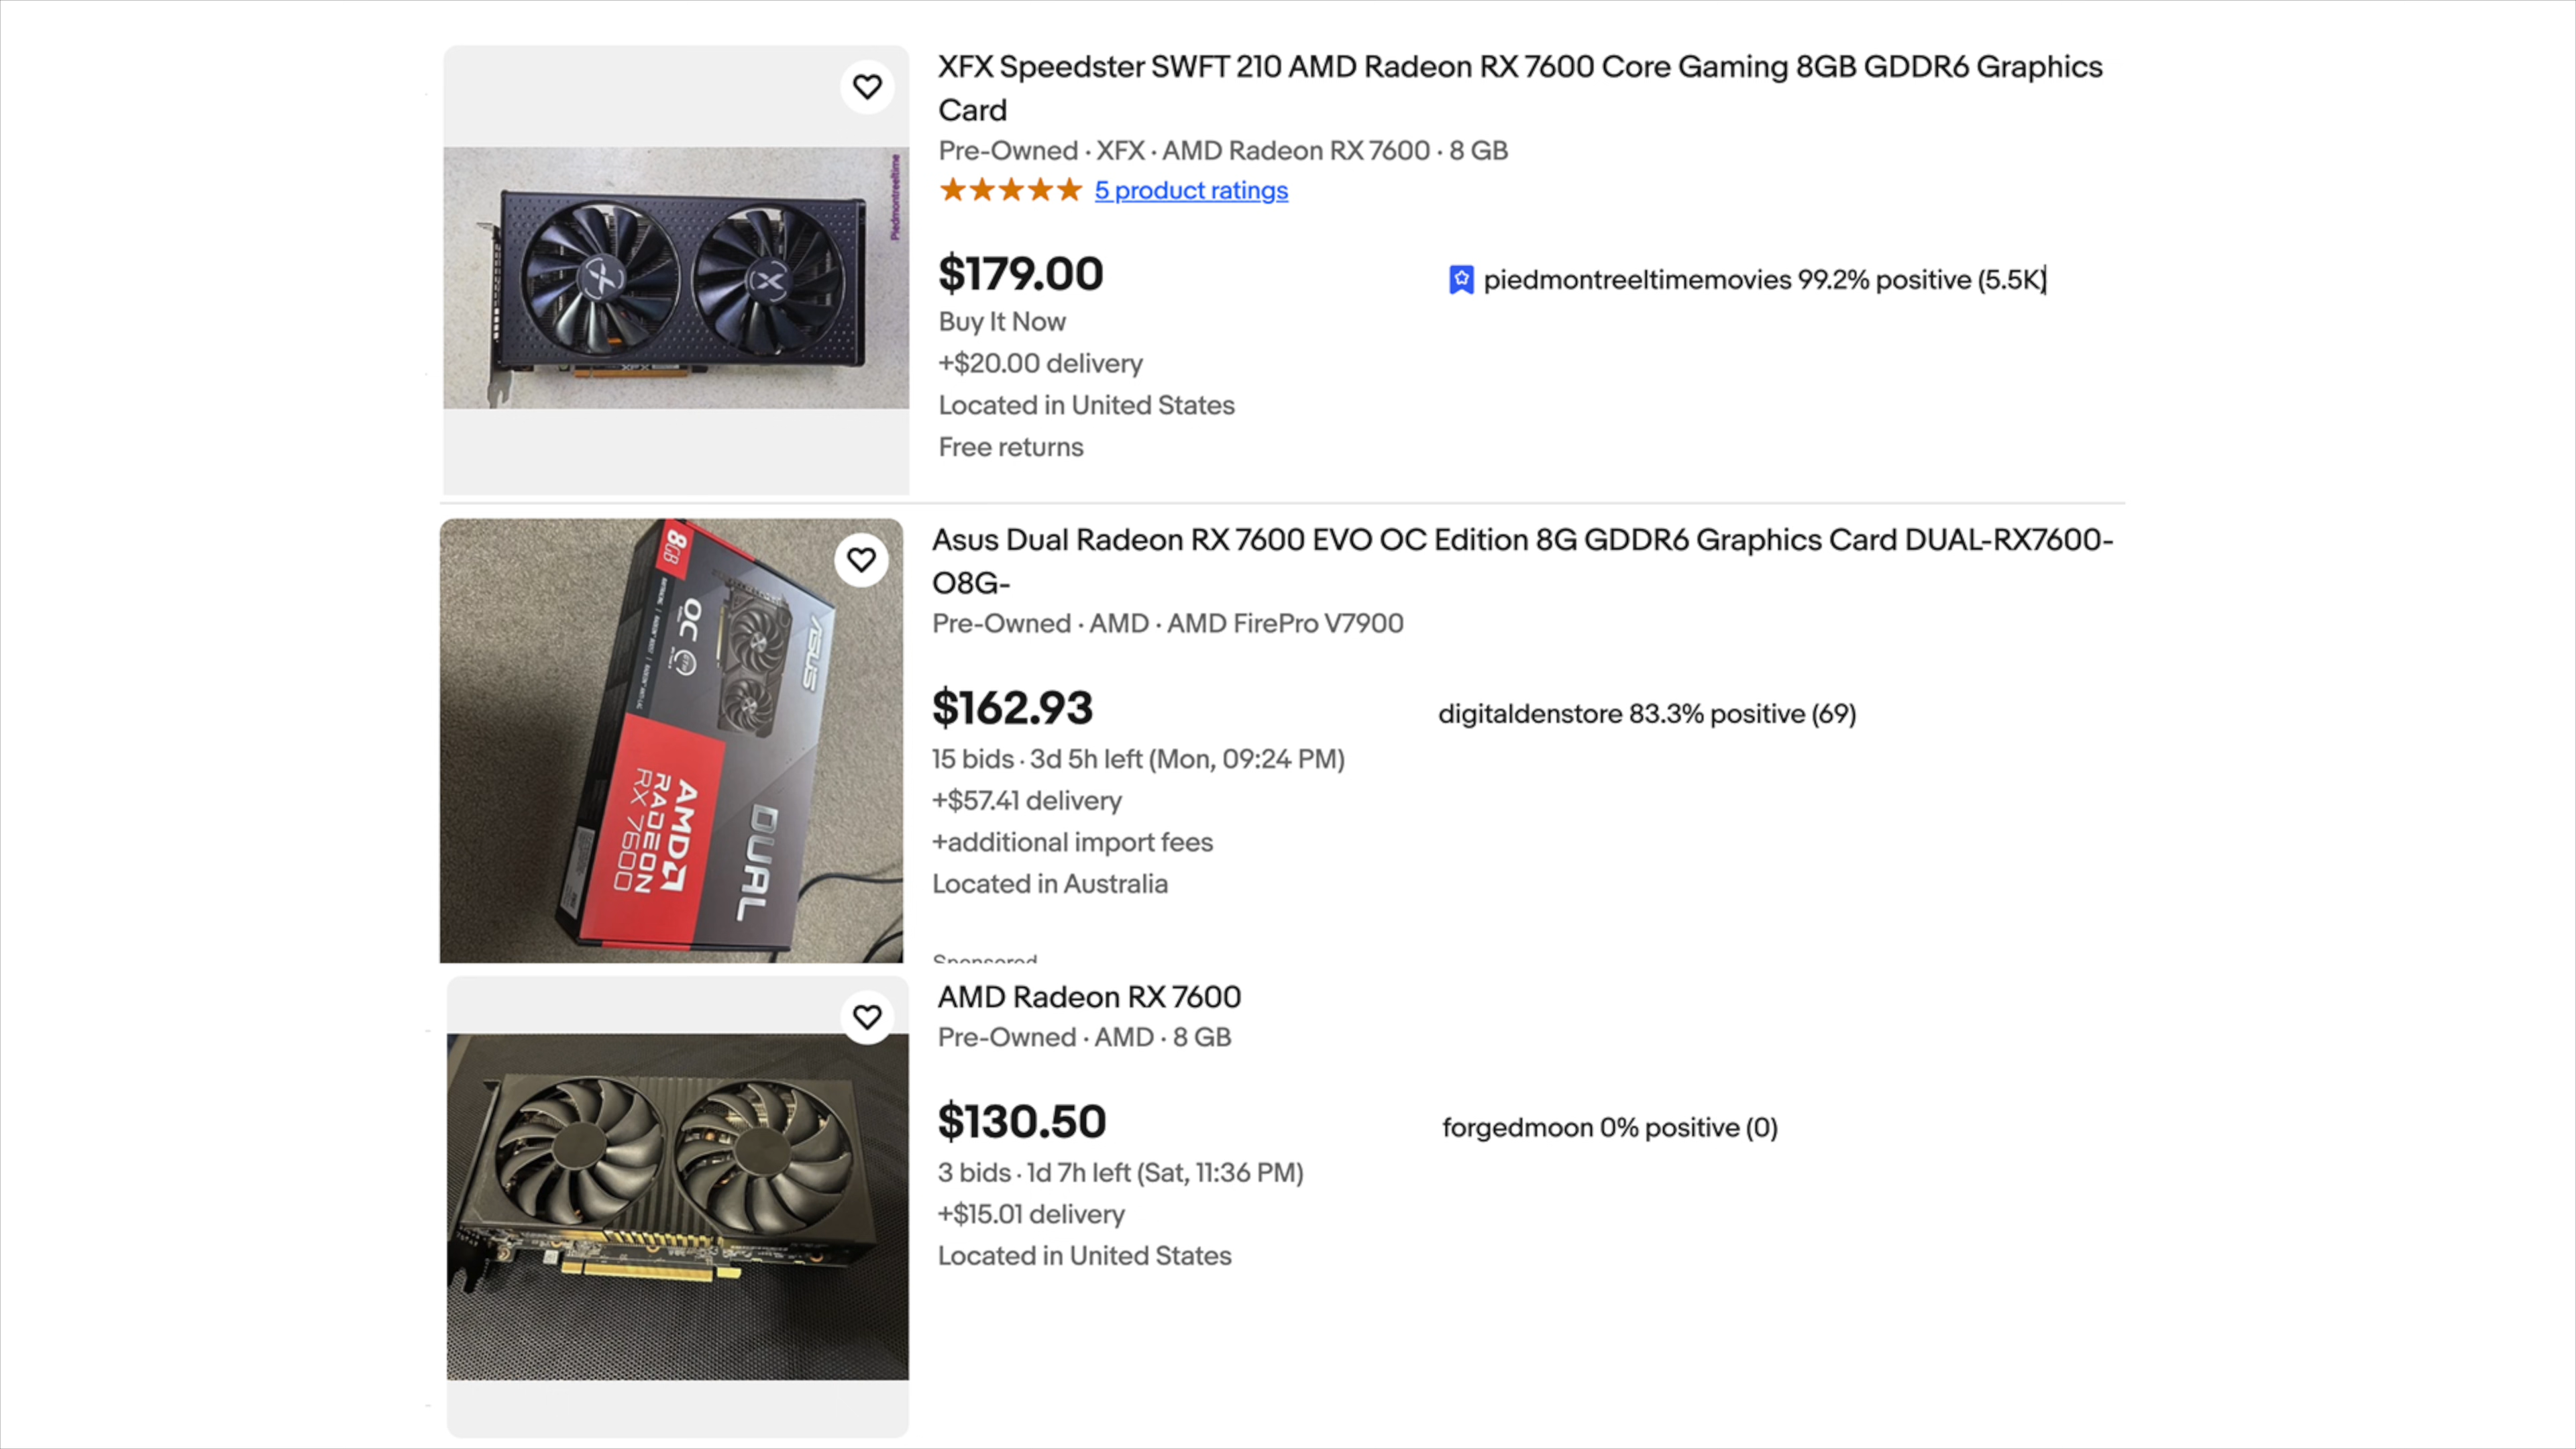 XFX Speedster SWFT 210 AMD Radeon RX 7600 Core Gaming 8GB GDDR6 Graphics
Card
Pre-Owned · XFX · AMD Radeon RX 7600 · 8 GB
5 product ratings
$179.00
piedmontreeltimemovies 99.2% positive (5.5K)
Buy It Now
+$20.00 delivery
Located in United States
Free returns
Piedmontreeltime
XFX
Asus Dual Radeon RX 7600 EVO OC Edition 8G GDDR6 Graphics Card DUAL-RX7600-
O8G-
Pre-Owned · AMD · AMD FirePro V7900
$162.93
digitaldenstore 83.3% positive (69)
15 bids · 3d 5h left (Mon, 09:24 PM)
+$57.41 delivery
+additional import fees
Located in Australia
Sponsored
8GB
OC
ASUS
AMD
RADEON
RX 7600
DUAL
AMD Radeon RX 7600
Pre-Owned · AMD · 8 GB
$130.50
forgedmoon 0% positive (0)
3 bids · 1d 7h left (Sat, 11:36 PM)
+$15.01 delivery
Located in United States